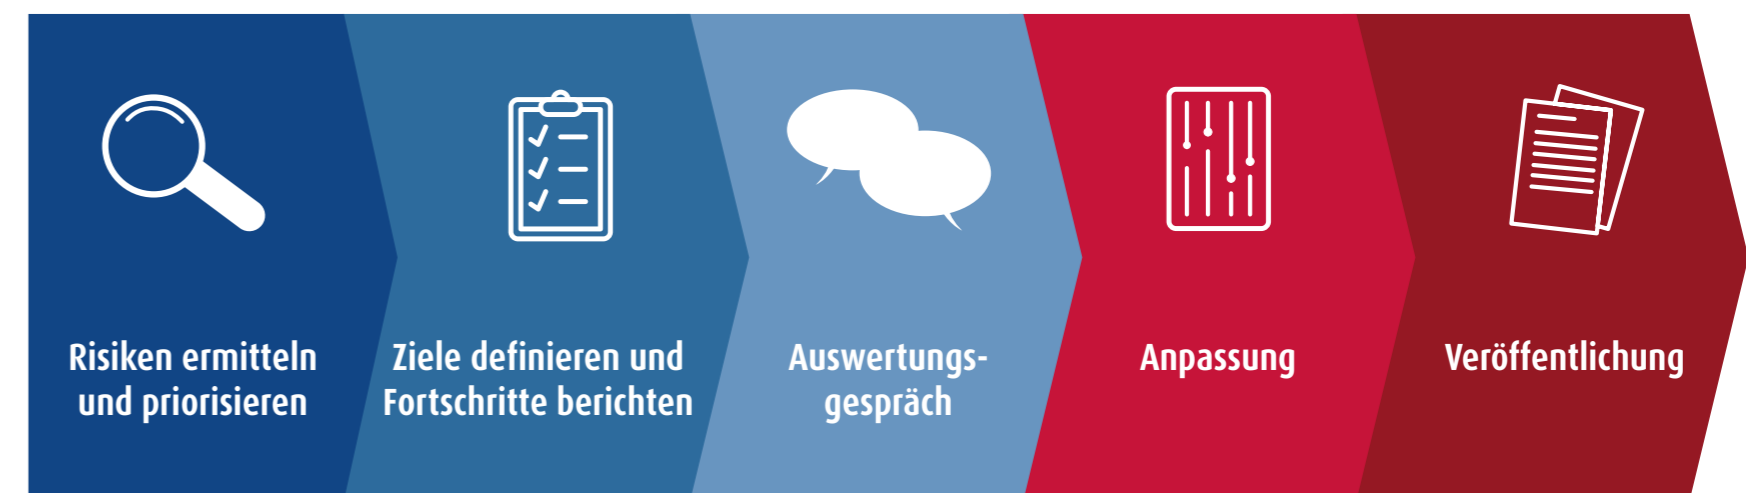 Risiken ermitteln
und priorisieren
Ziele definieren und
Fortschritte berichten
Auswertungs-
gespräch
Anpassung
Veröffentlichung